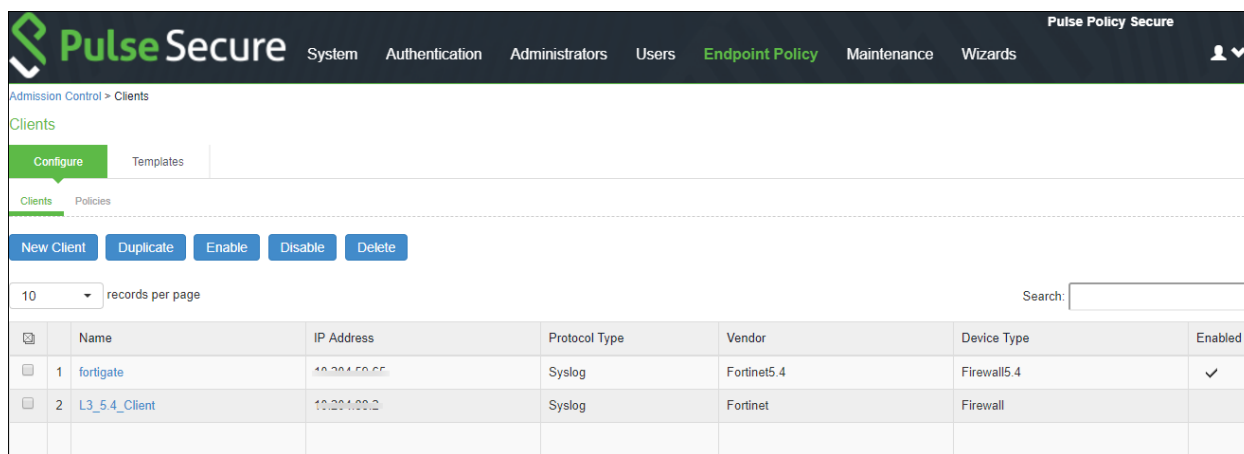 Pulse Policy Secure
Pulse Secure System Authentication Administrators Users Endpoint Policy Maintenance Wizards
Admission Control > Clients
Clients
Configure Templates
Clients Policies
New Client Duplicate Enable Disable Delete
10 records per page Search:
Name IP Address Protocol Type Vendor Device Type Enabled
1 fortigate Syslog Fortinet5.4 Firewall5.4
2 L3_5.4_Client Syslog Fortinet Firewall